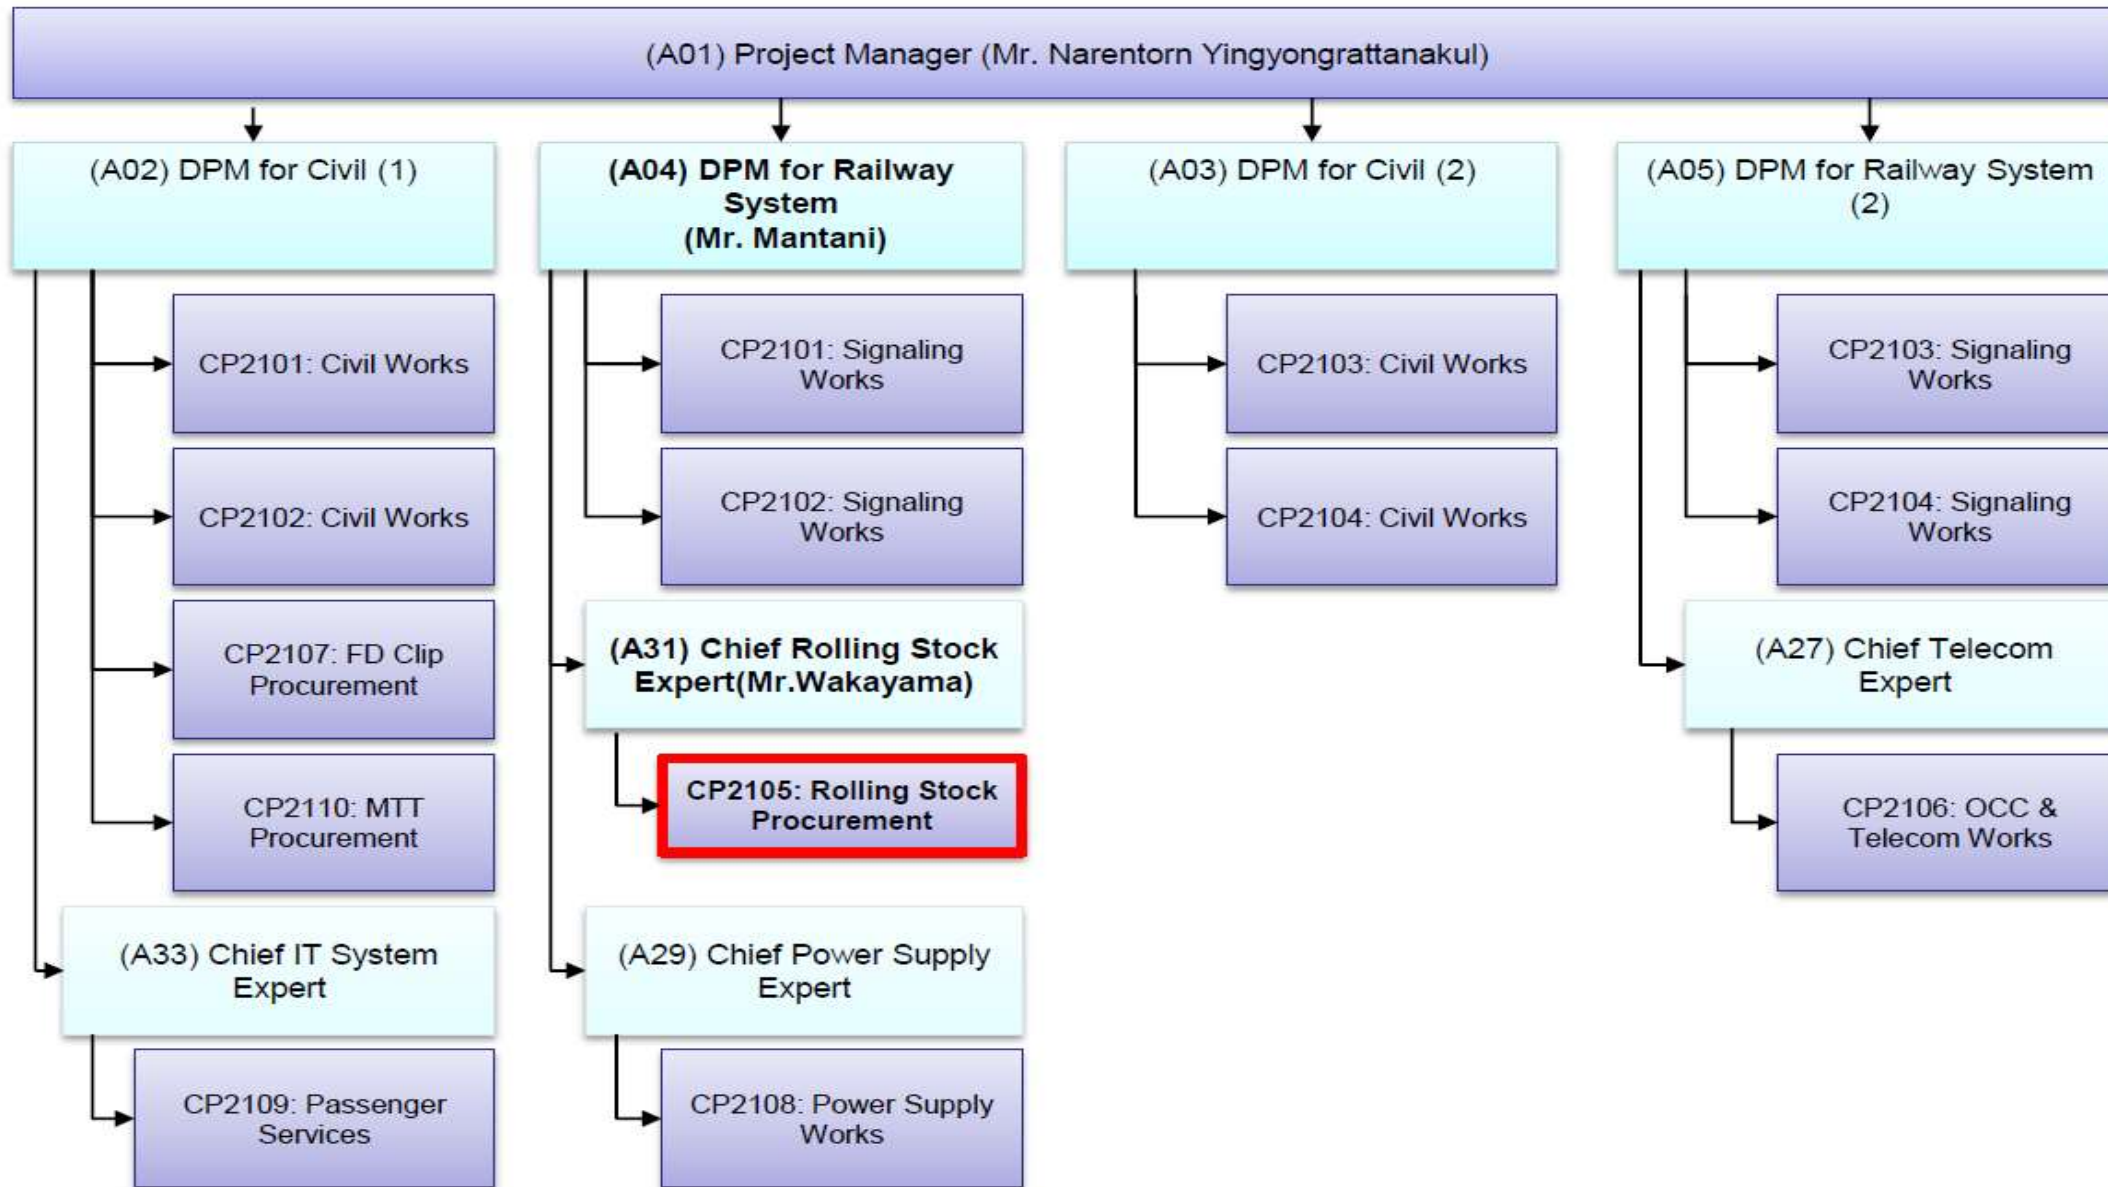 (A01) Project Manager (Mr. Narentorn Yingyongrattanakul)
(A02) DPM for Civil (1)
CP2101: Civil Works
CP2102: Civil Works
CP2107: FD Clip
Procurement
CP2110: MTT
Procurement
(A33) Chief IT System
Expert
CP2109: Passenger
Services
(A04) DPM for Railway
System
(Mr. Mantani)
CP2101: Signaling
Works
CP2102: Signaling
Works
(A31) Chief Rolling Stock
Expert(Mr.Wakayama)
CP2105: Rolling Stock
Procurement
(A29) Chief Power Supply
Expert
CP2108: Power Supply
Works
(A03) DPM for Civil (2)
CP2103: Civil Works
CP2104: Civil Works
(A05) DPM for Railway System
(2)
CP2103: Signaling
Works
CP2104: Signaling
Works
(A27) Chief Telecom
Expert
CP2106: OCC &
Telecom Works